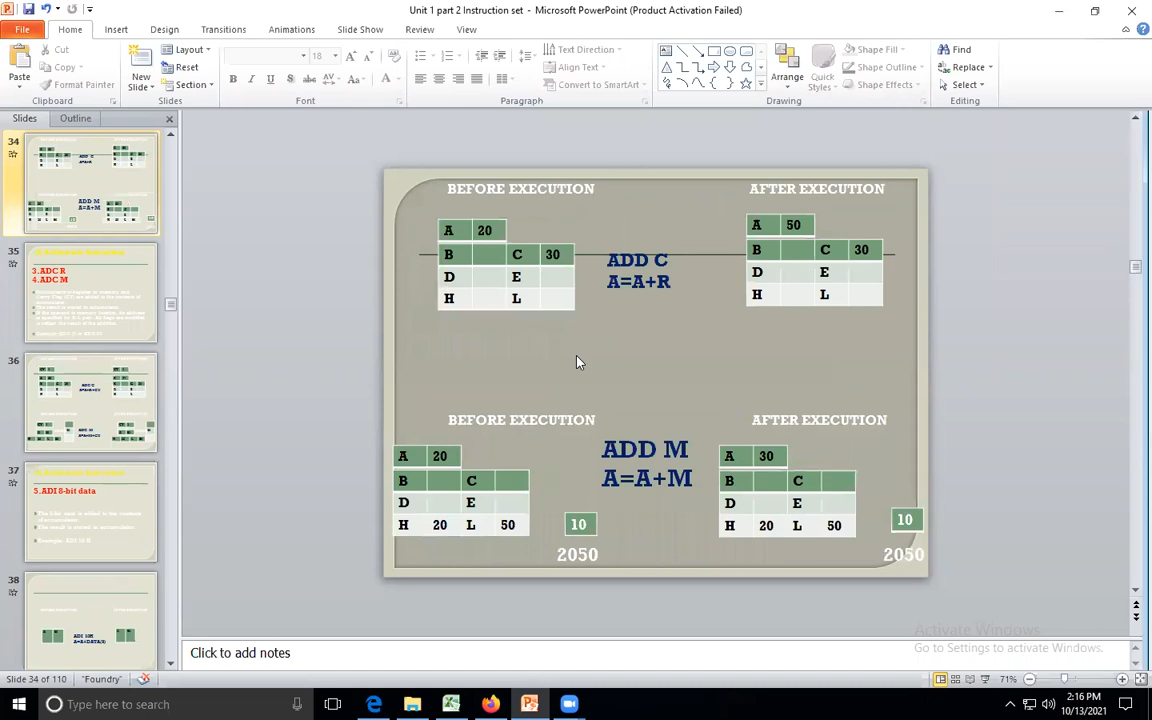 Unit 1 part 2 Instruction set - Microsoft PowerPoint (Product Activation Failed)
File Home Insert Design Transitions Animations Slide Show Review View
Paste
Cut
Copy
Format Painter
Clipboard
New Slide
Layout
Reset
Section
Slides
18
Font
Text Direction
Align Text
Convert to SmartArt
Paragraph
Arrange
Quick Styles
Shape Fill
Shape Outline
Shape Effects
Drawing
Find
Replace
Select
Editing
Slides Outline
34
35
3. ADC R
4. ADC M
36
37
5. ADI 8-bit data
38
BEFORE EXECUTION AFTER EXECUTION
A 20
B C 30
D E
H L
ADD C
A=A+R
A 50
B C 30
D E
H L
BEFORE EXECUTION AFTER EXECUTION
A 20
B C
D E
H 20 L 50
10
2050
ADD M
A=A+M
A 30
B C
D E
H 20 L 50
10
2050
Activate Windows
Go to Settings to activate Windows.
Click to add notes
Slide 34 of 110 "Foundry" 71%
Type here to search
2:16 PM
10/13/2021